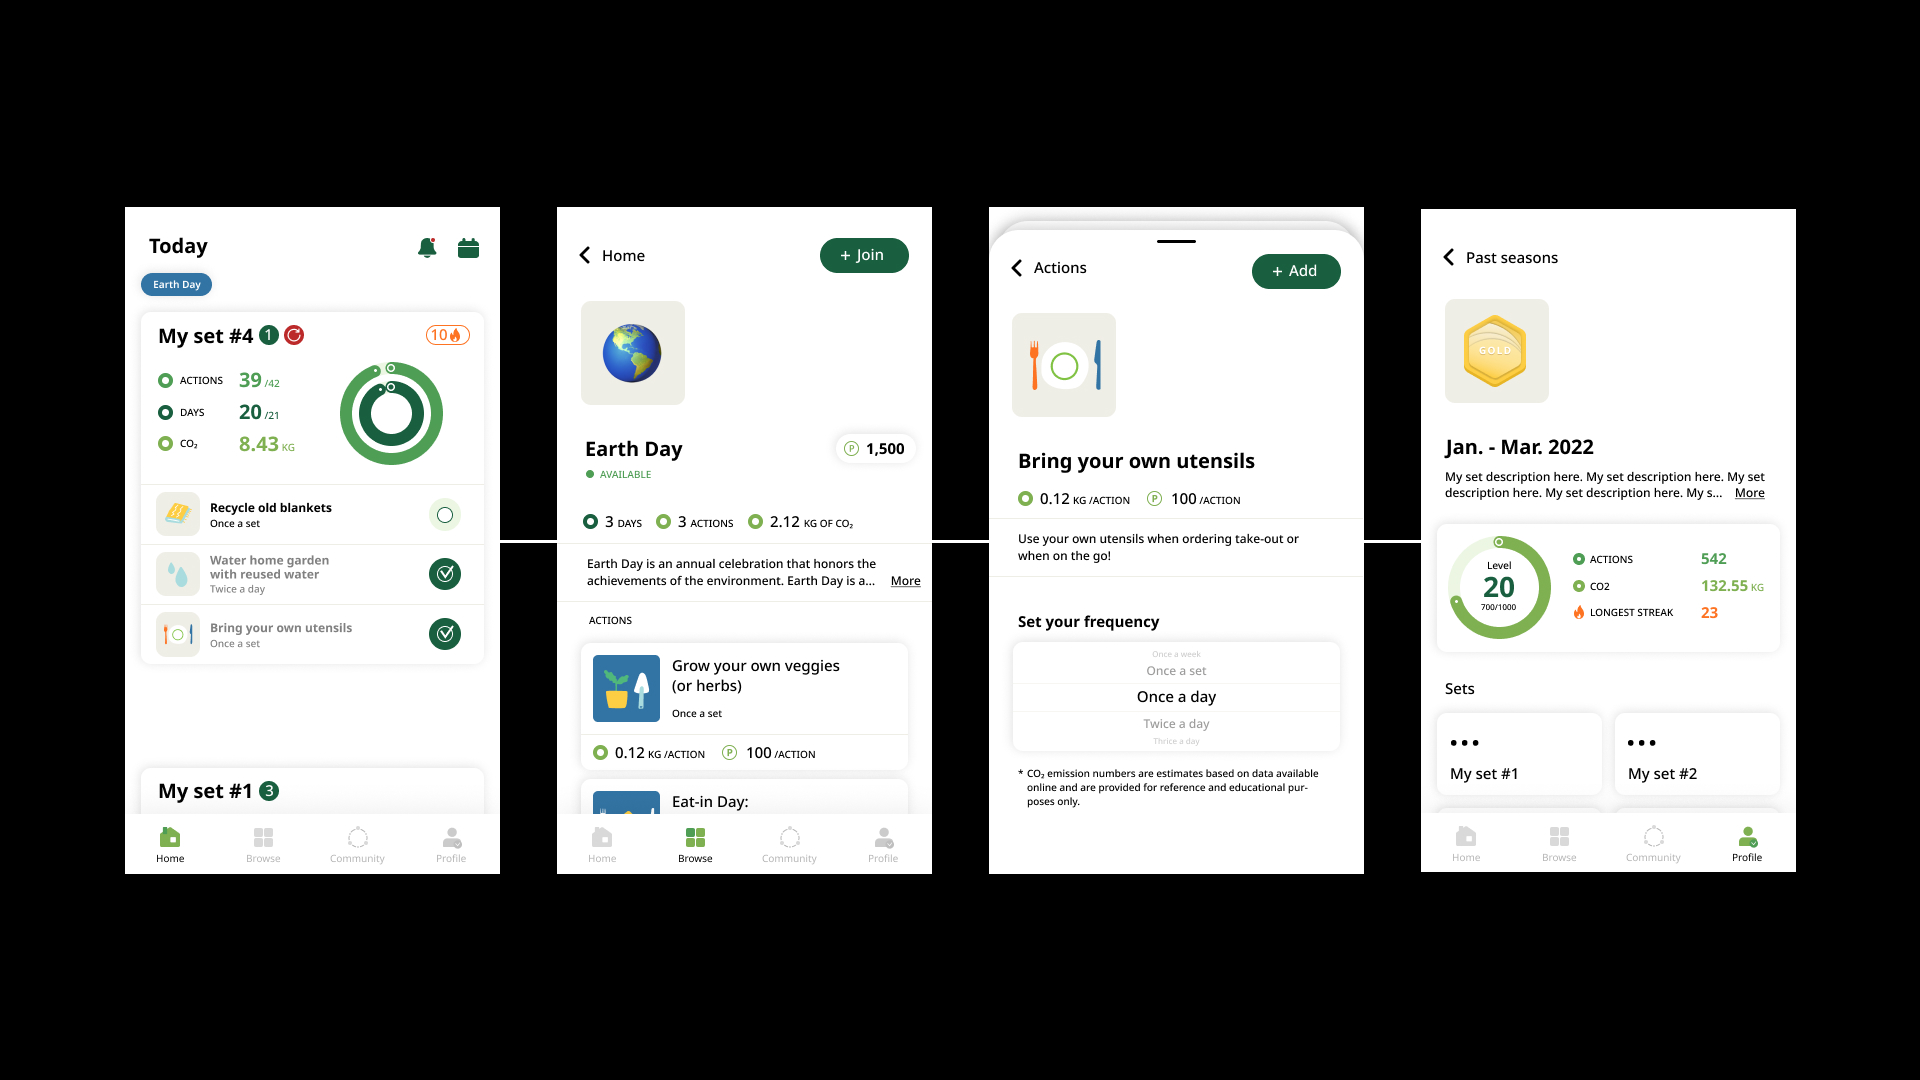 Today
Earth Day
My set #4 1
10
ACTIONS 39 /42
DAYS 20 /21
CO₂ 8.43 KG
Recycle old blankets
Once a set
Water home garden
with reused water
Twice a day
Bring your own utensils
Once a set
My set #1 3
Home Browse Community Profile
Home
+ Join
Earth Day
P 1,500
AVAILABLE
3 DAYS 3 ACTIONS 2.12 KG OF CO₂
Earth Day is an annual celebration that honors the
achievements of the environment. Earth Day is a... More
ACTIONS
Grow your own veggies
(or herbs)
Once a set
0.12 KG /ACTION P 100 /ACTION
Eat-in Day:
Home Browse Community Profile
Actions
+ Add
Bring your own utensils
0.12 KG /ACTION P 100 /ACTION
Use your own utensils when ordering take-out or
when on the go!
Set your frequency
Once a week
Once a set
Once a day
Twice a day
Thrice a day
* CO₂ emission numbers are estimates based on data available
online and are provided for reference and educational pur-
poses only.
Past seasons
GOLD
Jan. - Mar. 2022
My set description here. My set description here. My set
description here. My set description here. My s... More
Level
20
700/1000
ACTIONS 542
CO2 132.55 KG
LONGEST STREAK 23
Sets
My set #1
My set #2
Home Browse Community Profile